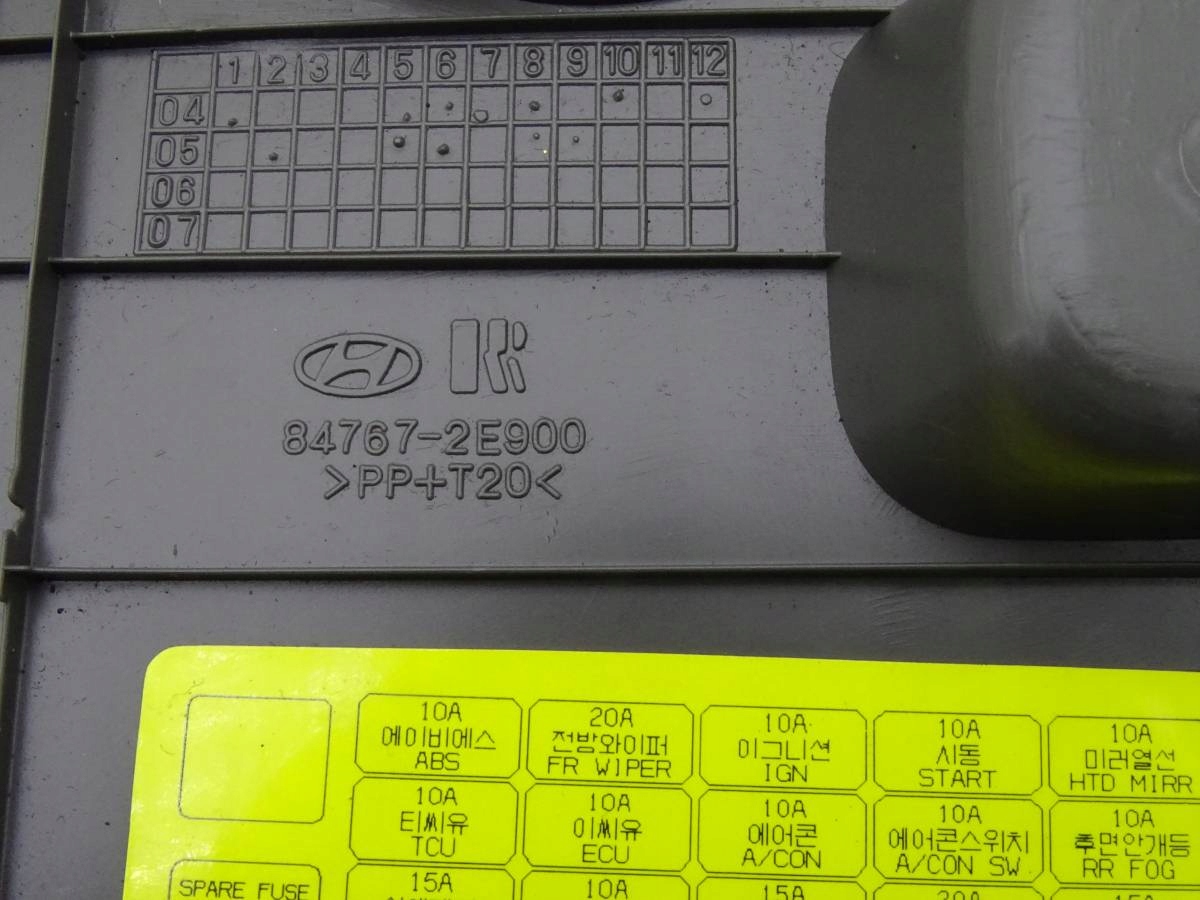 1 2 3 4 5 6 7 8 9 10 11 12
04
05
06
07
84767-2E900
>PP+T20<
10A
에이비에스
ABS
20A
전방와이퍼
FR WIPER
10A
이그니션
IGN
10A
시동
START
10A
미러열선
HTD MIRR
10A
티씨유
TCU
10A
이씨유
ECU
10A
에어콘
A/CON
10A
에어콘스위치
A/CON SW
10A
후면안개등
RR FOG
SPARE FUSE
15A
10A
15A
20A
15A